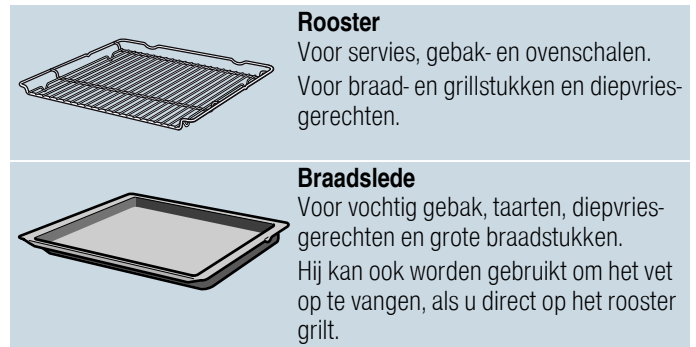 Rooster
Voor servies, gebak- en ovenschalen.
Voor braad- en grillstukken en diepvries-
gerechten.
Braadslede
Voor vochtig gebak, taarten, diepvries-
gerechten en grote braadstukken.
Hij kan ook worden gebruikt om het vet
op te vangen, als u direct op het rooster
grilt.